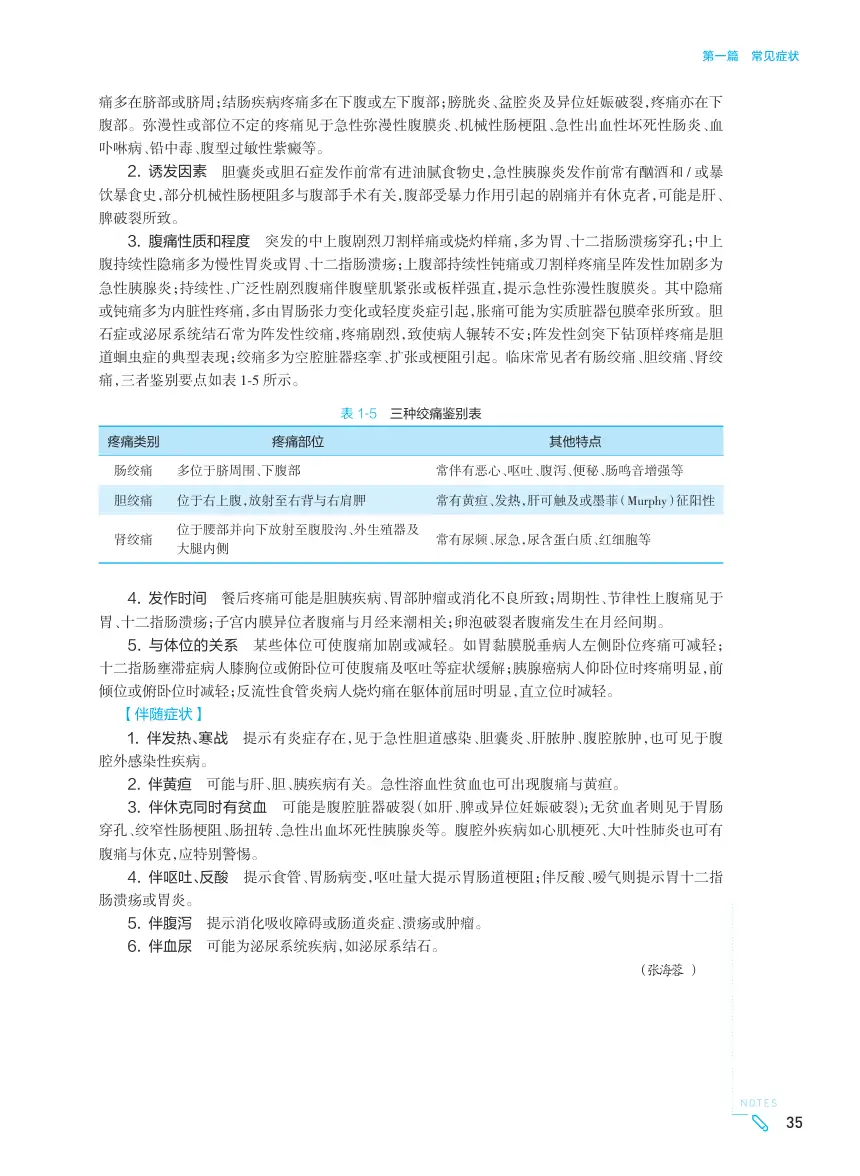 第一篇　常见症状
痛多在脐部或脐周；结肠疾病疼痛多在下腹或左下腹部；膀胱炎、盆腔炎及异位妊娠破裂，疼痛亦在下
腹部。弥漫性或部位不定的疼痛见于急性弥漫性腹膜炎、机械性肠梗阻、急性出血性坏死性肠炎、血
卟啉病、铅中毒、腹型过敏性紫癜等。
2. 诱发因素　胆囊炎或胆石症发作前常有进油腻食物史，急性胰腺炎发作前常有酗酒和 / 或暴
饮暴食史，部分机械性肠梗阻多与腹部手术有关，腹部受暴力作用引起的剧痛并有休克者，可能是肝、
脾破裂所致。
3. 腹痛性质和程度　突发的中上腹剧烈刀割样痛或烧灼样痛，多为胃、十二指肠溃疡穿孔；中上
腹持续性隐痛多为慢性胃炎或胃、十二指肠溃疡；上腹部持续性钝痛或刀割样疼痛呈阵发性加剧多为
急性胰腺炎；持续性、广泛性剧烈腹痛伴腹壁肌紧张或板样强直，提示急性弥漫性腹膜炎。其中隐痛
或钝痛多为内脏性疼痛，多由胃肠张力变化或轻度炎症引起，胀痛可能为实质脏器包膜牵张所致。胆
石症或泌尿系统结石常为阵发性绞痛，疼痛剧烈，致使病人辗转不安；阵发性剑突下钻顶样疼痛是胆
道蛔虫症的典型表现；绞痛多为空腔脏器痉挛、扩张或梗阻引起。临床常见者有肠绞痛、胆绞痛、肾绞
痛，三者鉴别要点如表 1-5 所示。
表 1-5　三种绞痛鉴别表
疼痛类别　疼痛部位　其他特点
肠绞痛　多位于脐周围、下腹部　常伴有恶心、呕吐、腹泻、便秘、肠鸣音增强等
胆绞痛　位于右上腹，放射至右背与右肩胛　常有黄疸、发热，肝可触及或墨菲（Murphy）征阳性
肾绞痛　位于腰部并向下放射至腹股沟、外生殖器及
大腿内侧　常有尿频、尿急，尿含蛋白质、红细胞等
4. 发作时间　餐后疼痛可能是胆胰疾病、胃部肿瘤或消化不良所致；周期性、节律性上腹痛见于
胃、十二指肠溃疡；子宫内膜异位者腹痛与月经来潮相关；卵泡破裂者腹痛发生在月经间期。
5. 与体位的关系　某些体位可使腹痛加剧或减轻。如胃黏膜脱垂病人左侧卧位疼痛可减轻；
十二指肠壅滞症病人膝胸位或俯卧位可使腹痛及呕吐等症状缓解；胰腺癌病人仰卧位时疼痛明显，前
倾位或俯卧位时减轻；反流性食管炎病人烧灼痛在躯体前屈时明显，直立位时减轻。
【伴随症状】
1. 伴发热、寒战　提示有炎症存在，见于急性胆道感染、胆囊炎、肝脓肿、腹腔脓肿，也可见于腹
腔外感染性疾病。
2. 伴黄疸　可能与肝、胆、胰疾病有关。急性溶血性贫血也可出现腹痛与黄疸。
3. 伴休克同时有贫血　可能是腹腔脏器破裂（如肝、脾或异位妊娠破裂）；无贫血者则见于胃肠
穿孔、绞窄性肠梗阻、肠扭转、急性出血坏死性胰腺炎等。腹腔外疾病如心肌梗死、大叶性肺炎也可有
腹痛与休克，应特别警惕。
4. 伴呕吐、反酸　提示食管、胃肠病变，呕吐量大提示胃肠道梗阻；伴反酸、嗳气则提示胃十二指
肠溃疡或胃炎。
5. 伴腹泻　提示消化吸收障碍或肠道炎症、溃疡或肿瘤。
6. 伴血尿　可能为泌尿系统疾病，如泌尿系结石。
（张海蓉 ）
NOTES
35